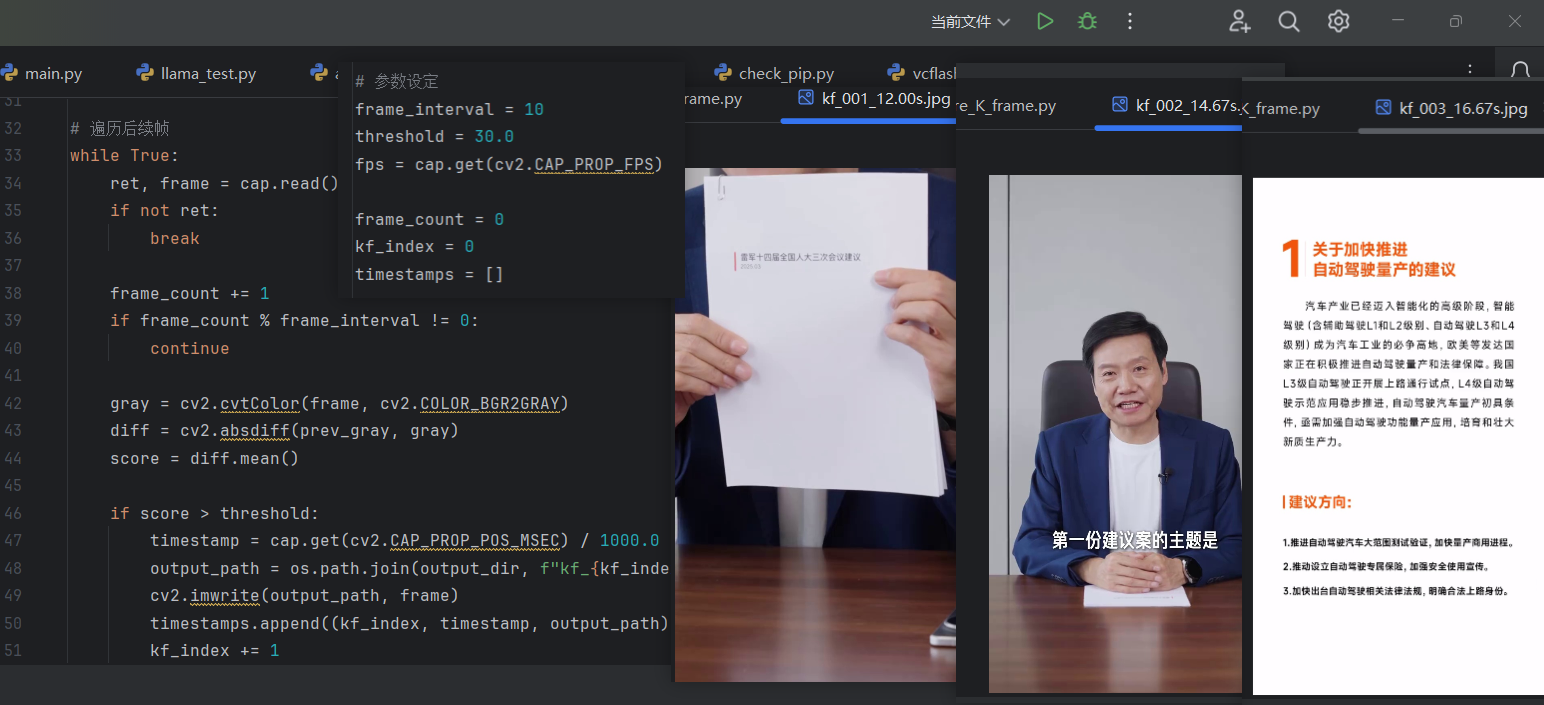 当前文件
main.py
llama_test.py
check_pip.py
vcflash
31
32
# 遍历后续帧
33
while True:
34
ret, frame = cap.read()
35
if not ret:
36
break
37
38
frame_count += 1
39
if frame_count % frame_interval != 0:
40
continue
41
42
gray = cv2.cvtColor(frame, cv2.COLOR_BGR2GRAY)
43
diff = cv2.absdiff(prev_gray, gray)
44
score = diff.mean()
45
46
if score > threshold:
47
timestamp = cap.get(cv2.CAP_PROP_POS_MSEC) / 1000.0
48
output_path = os.path.join(output_dir, f"kf_{kf_inde
49
cv2.imwrite(output_path, frame)
50
timestamps.append((kf_index, timestamp, output_path)
51
kf_index += 1
# 参数设定
frame_interval = 10
threshold = 30.0
fps = cap.get(cv2.CAP_PROP_FPS)
frame_count = 0
kf_index = 0
timestamps = []
rame.py
kf_001_12.00s.jpg
雷军十四届全国人大三次会议建议
re_K_frame.py
kf_002_14.67s.
第一份建议案的主题是
K_frame.py
kf_003_16.67s.jpg
1
关于加快推进
自动驾驶量产的建议
汽车产业已经迈入智能化的高级阶段，智能
驾驶（含辅助驾驶L1和L2级别、自动驾驶L3和L4
级别）成为汽车工业的必争高地，欧美等发达国
家正在积极推进自动驾驶量产和法律保障。我国
L3级自动驾驶正开展上路通行试点，L4级自动驾
驶示范应用稳步推进，自动驾驶汽车量产初具条
件，亟需加强自动驾驶功能量产应用，培育和壮大
新质生产力。
建议方向：
1.推进自动驾驶汽车大范围测试验证，加快量产商用进程。
2.推动设立自动驾驶专属保险，加强安全使用宣传。
3.加快出台自动驾驶相关法律法规，明确合法上路身份。